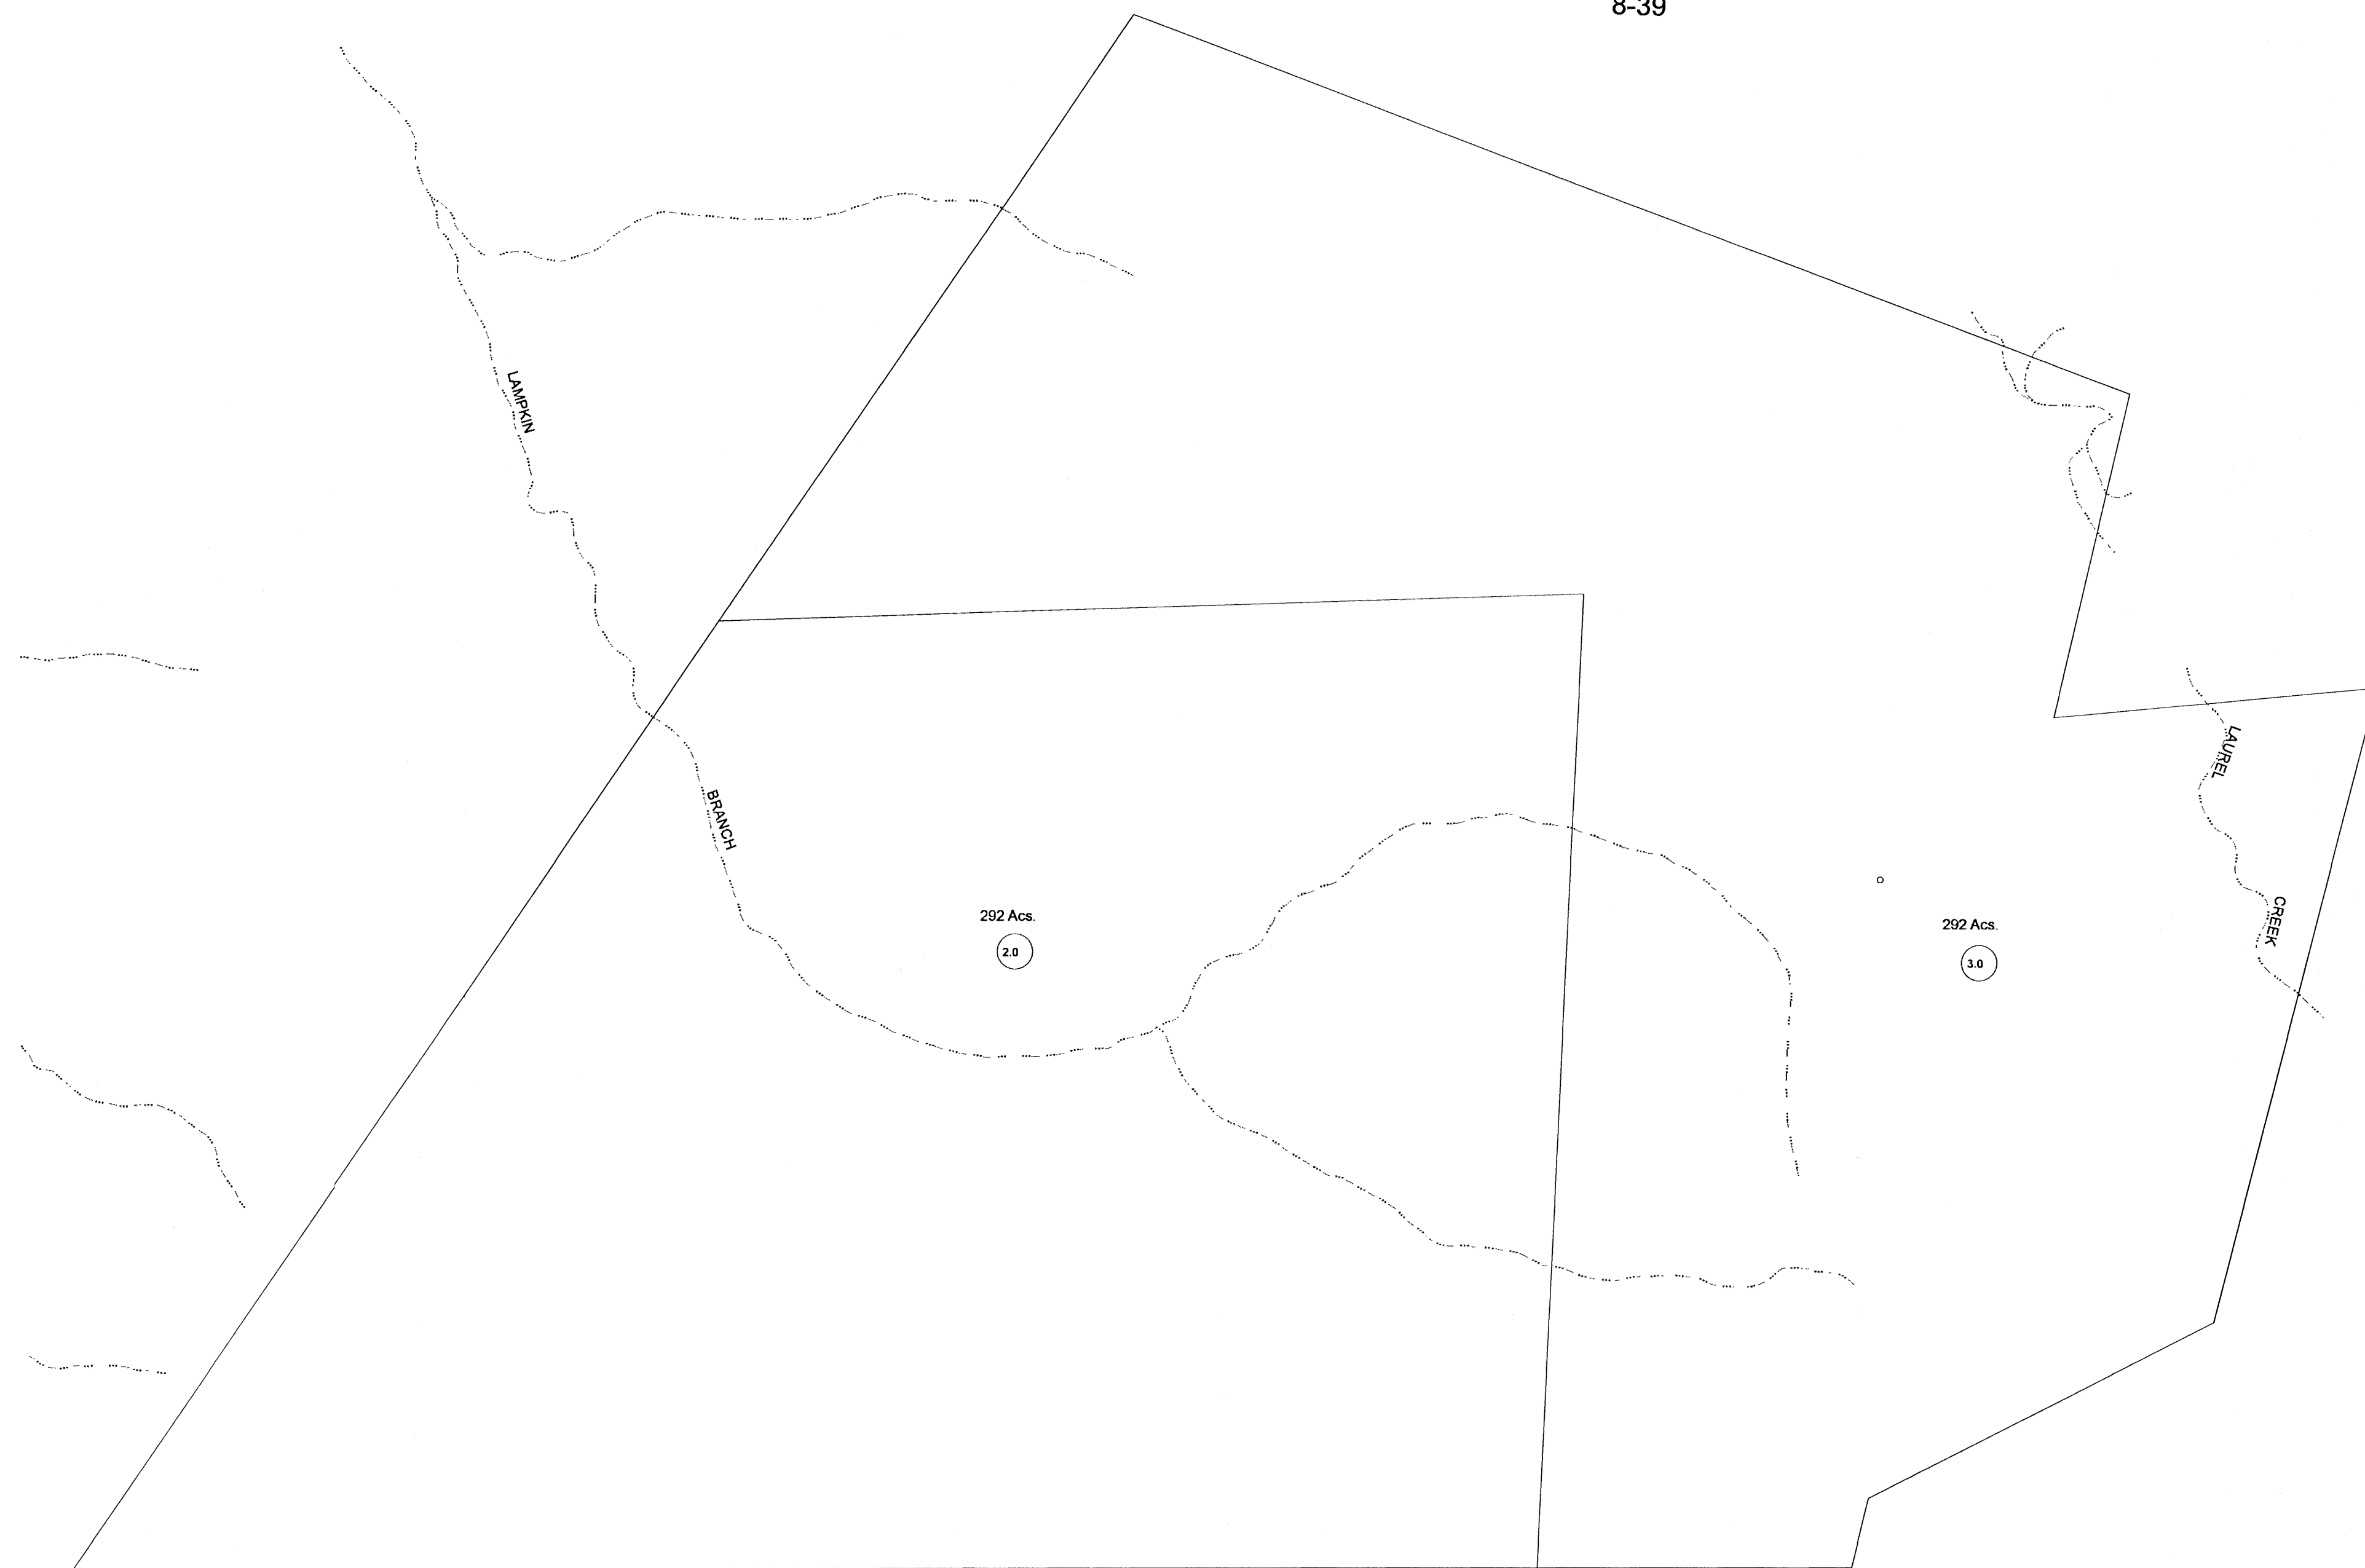 8-39
LAMPKIN
BRANCH
LAUREL
CREEK
292 Acs.
2.0
292 Acs.
3.0